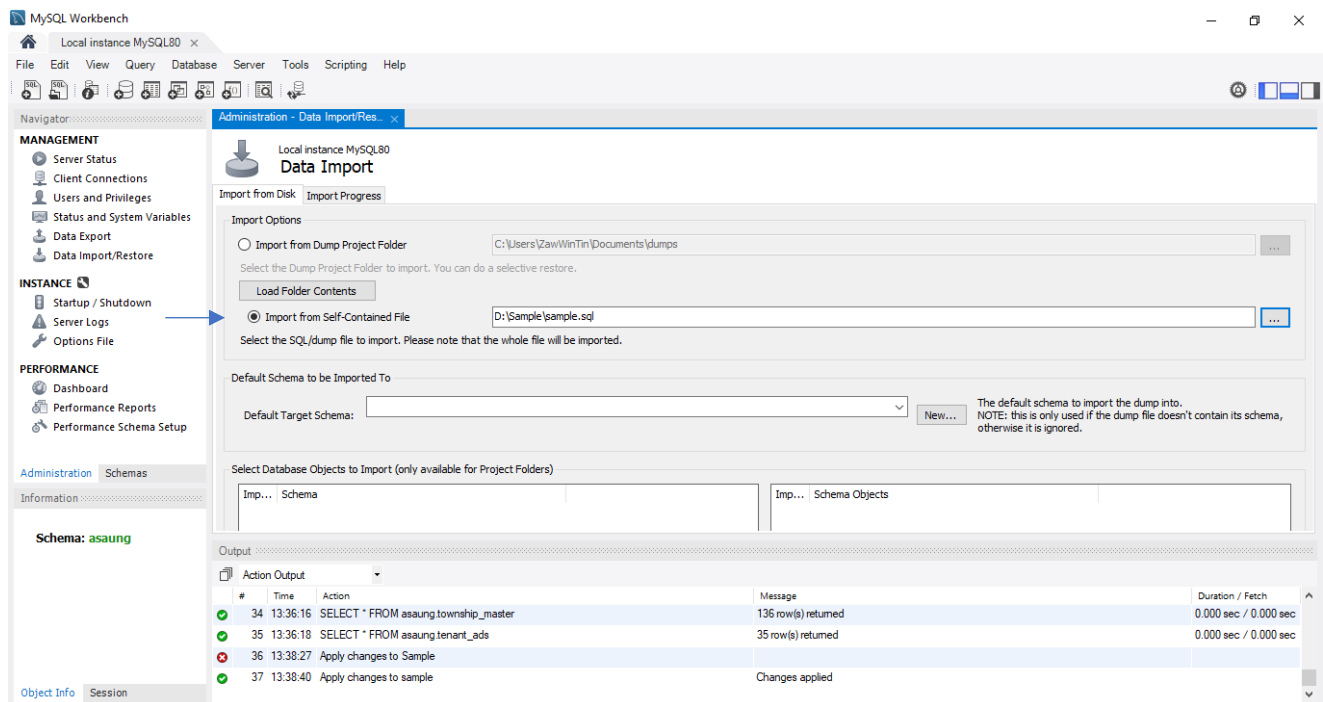 MySQL Workbench
Local instance MySQL80
File Edit View Query Database Server Tools Scripting Help
Navigator
MANAGEMENT
Server Status
Client Connections
Users and Privileges
Status and System Variables
Data Export
Data Import/Restore
INSTANCE
Startup / Shutdown
Server Logs
Options File
PERFORMANCE
Dashboard
Performance Reports
Performance Schema Setup
Administration Schemas
Information
Schema: asaung
Object Info Session
Administration - Data Import/Res...
Local instance MySQL80
Data Import
Import from Disk Import Progress
Import Options
Import from Dump Project Folder C:\Users\ZawWinTin\Documents\dumps ...
Select the Dump Project Folder to import. You can do a selective restore.
Load Folder Contents
Import from Self-Contained File D:\Sample\sample.sql ...
Select the SQL/dump file to import. Please note that the whole file will be imported.
Default Schema to be Imported To
Default Target Schema: New...
The default schema to import the dump into.
NOTE: this is only used if the dump file doesn't contain its schema,
otherwise it is ignored.
Select Database Objects to Import (only available for Project Folders)
Imp... Schema Imp... Schema Objects
Output
Action Output
# Time Action Message Duration / Fetch
34 13:36:16 SELECT * FROM asaung.township_master 136 row(s) returned 0.000 sec / 0.000 sec
35 13:36:18 SELECT * FROM asaung.tenant_ads 35 row(s) returned 0.000 sec / 0.000 sec
36 13:38:27 Apply changes to Sample
37 13:38:40 Apply changes to sample Changes applied